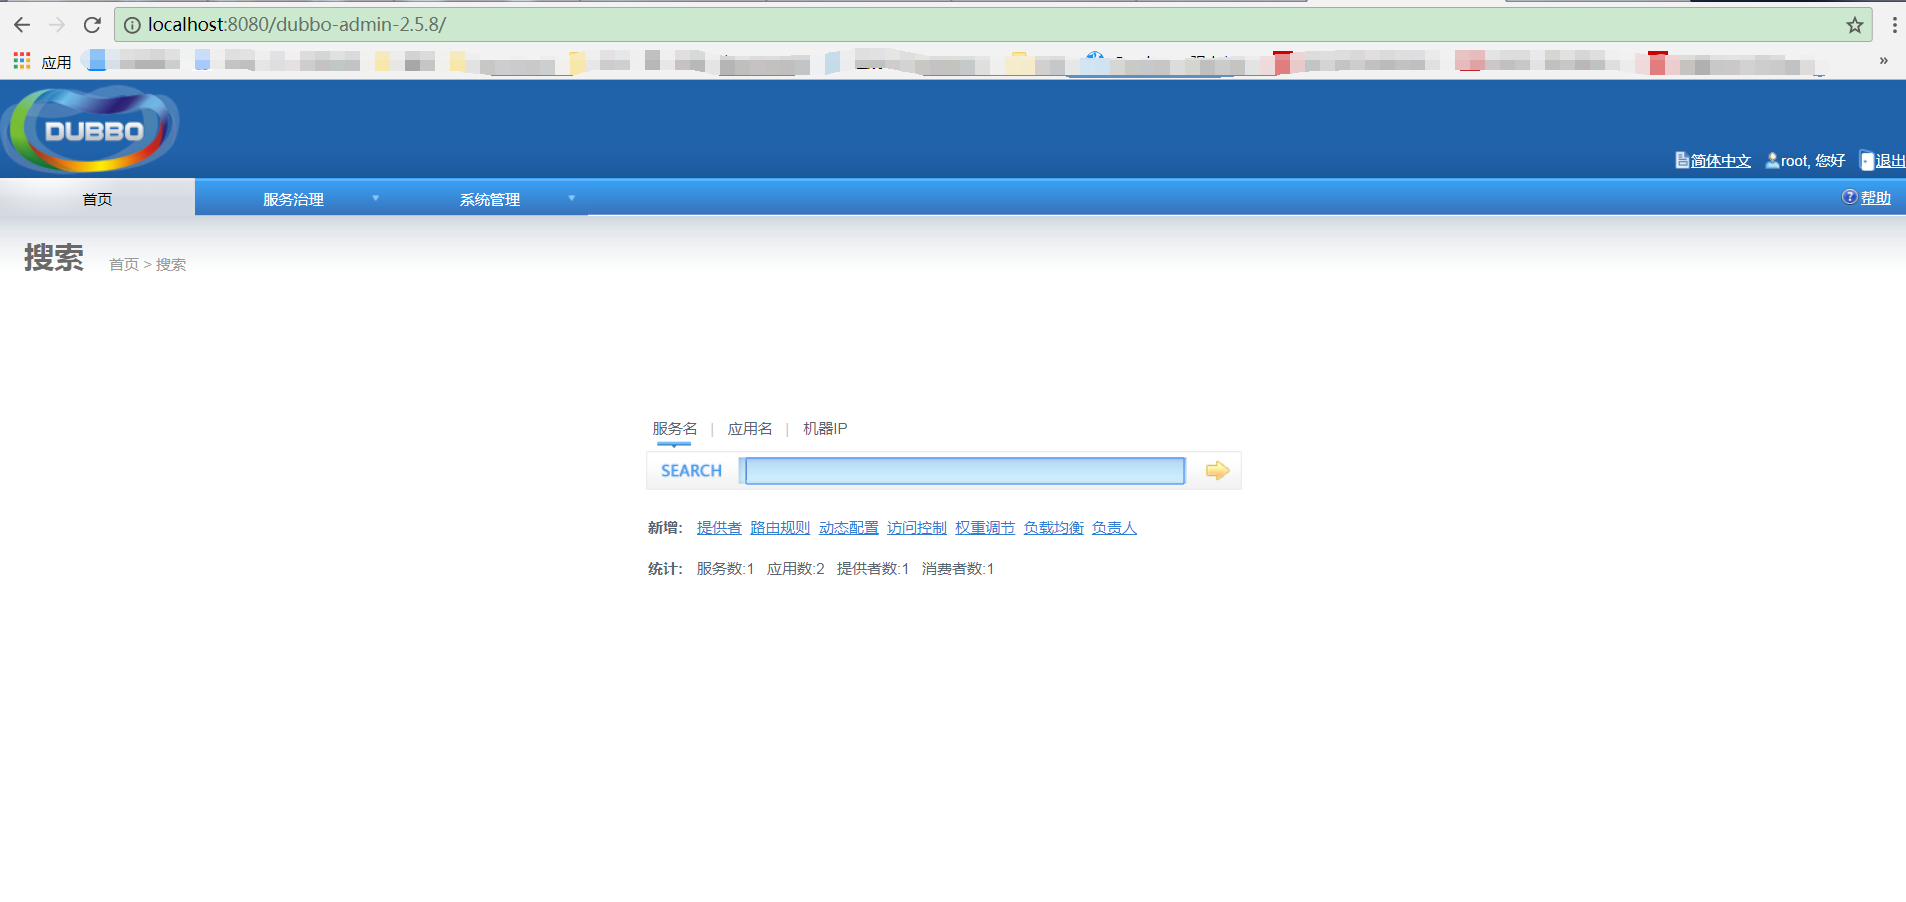 localhost:8080/dubbo-admin-2.5.8/
应用
»
DUBBO
简体中文 root, 您好 退出
首页 服务治理 系统管理 帮助
搜索 首页 > 搜索
服务名 | 应用名 | 机器IP
SEARCH
新增: 提供者 路由规则 动态配置 访问控制 权重调节 负载均衡 负责人
统计: 服务数:1 应用数:2 提供者数:1 消费者数:1